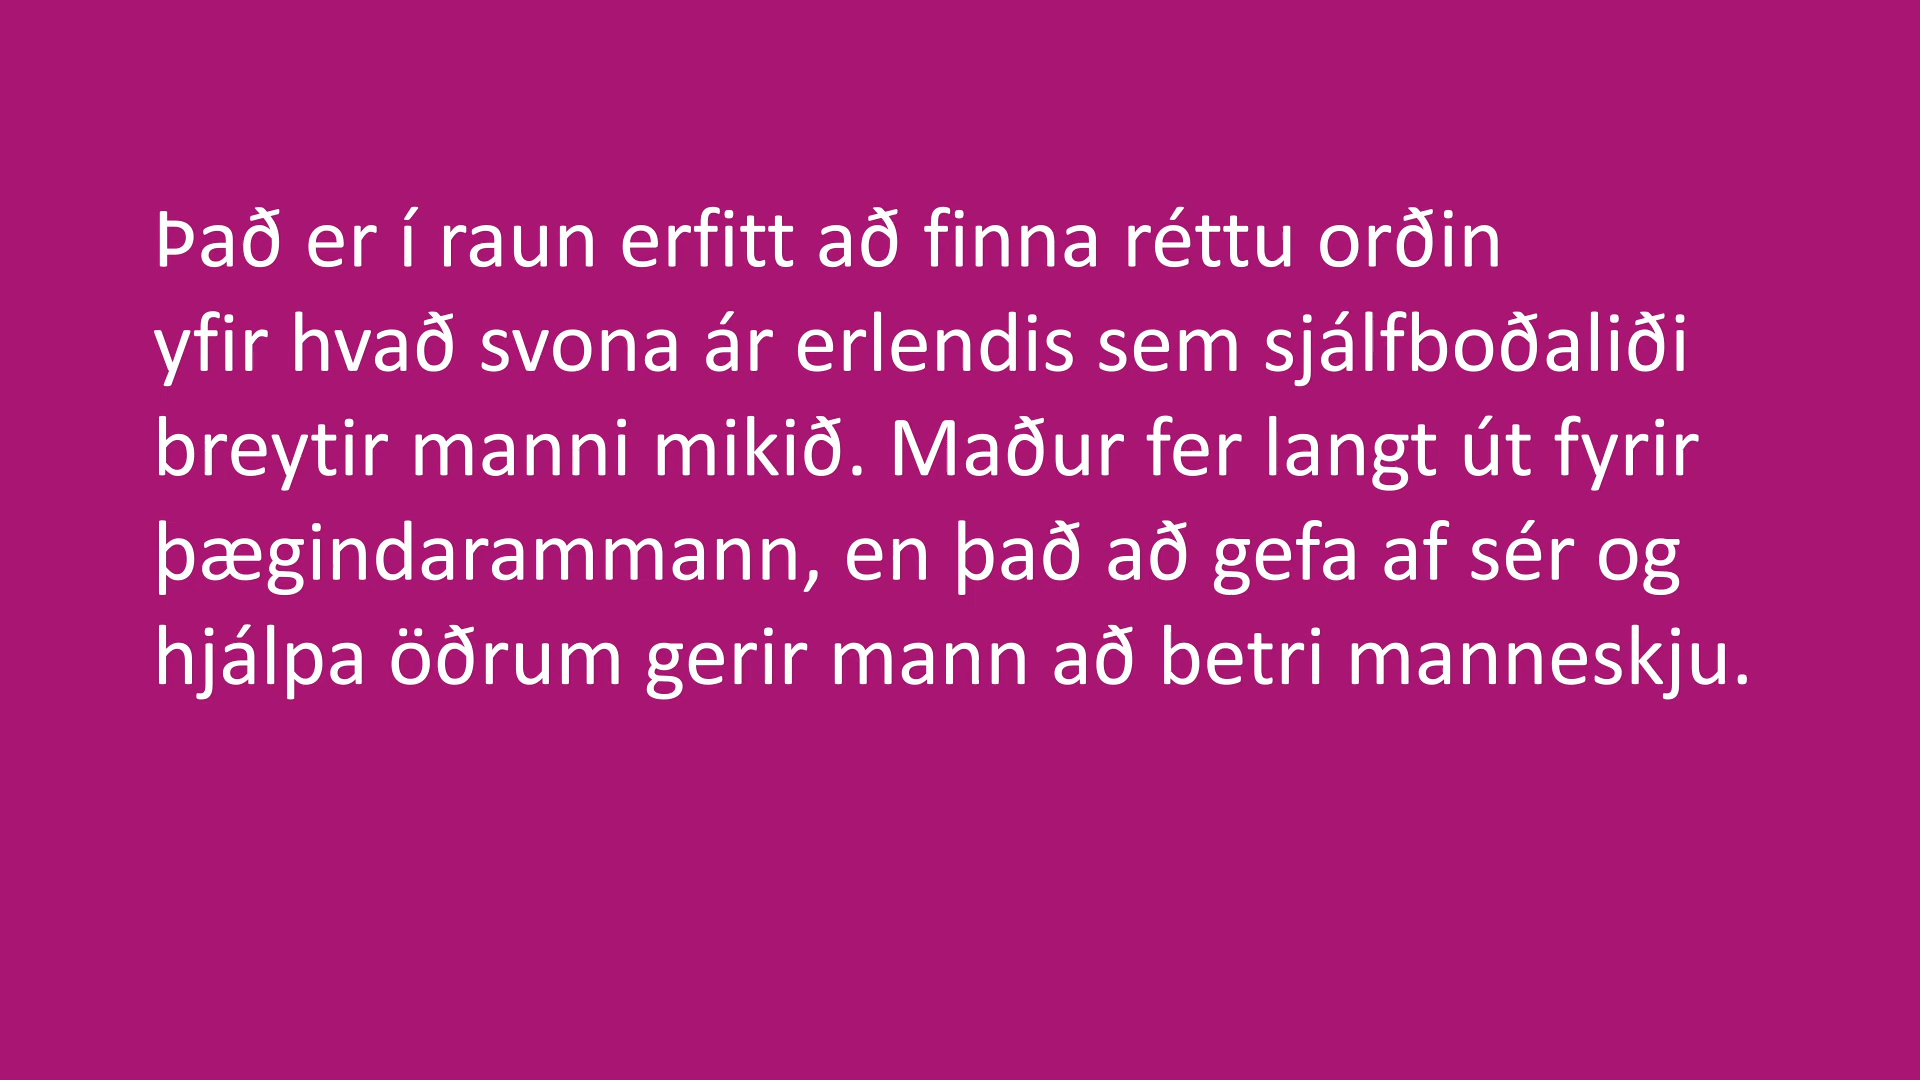 Það er í raun erfitt að finna réttu orðin
yfir hvað svona ár erlendis sem sjálfboðaliði
breytir manni mikið. Maður fer langt út fyrir
þægindarammann, en það að gefa af sér og
hjálpa öðrum gerir mann að betri manneskju.